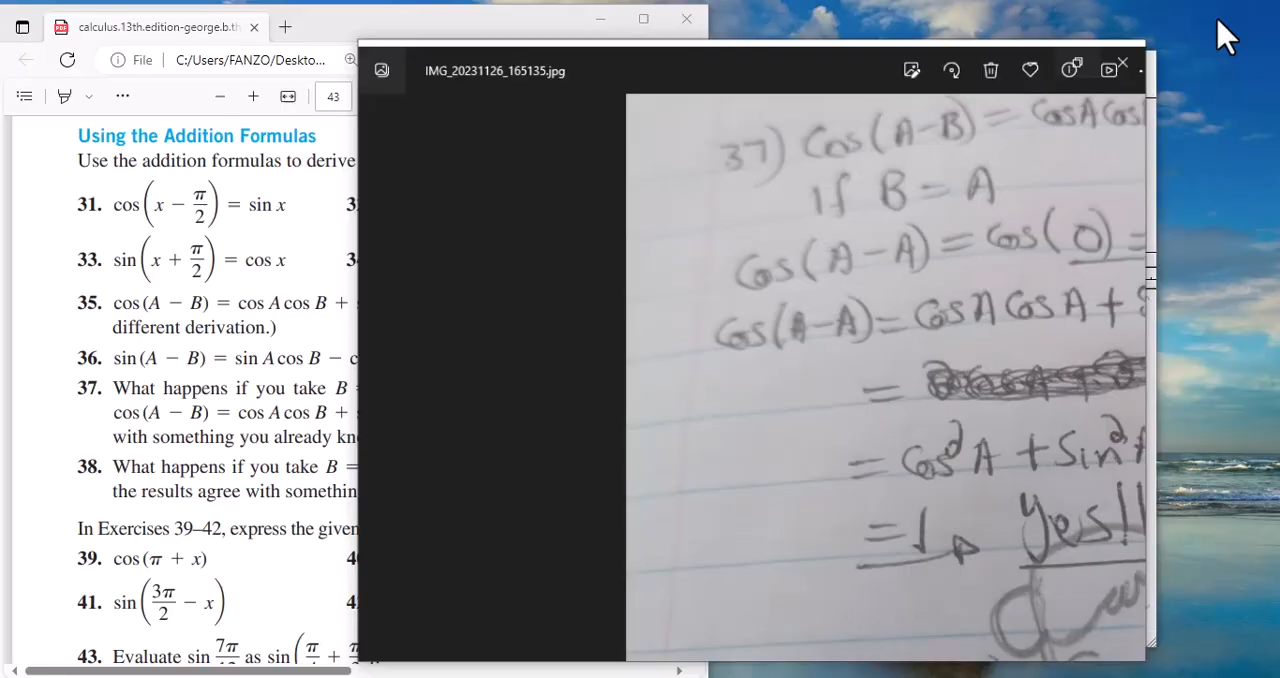 calculus.13th.edition-george.b.th
File
C:/Users/FANZO/Deskto...
43
Using the Addition Formulas
Use the addition formulas to derive
31. cos(x − π/2) = sin x
33. sin(x + π/2) = cos x
35. cos (A − B) = cos A cos B +
different derivation.)
36. sin (A − B) = sin A cos B −
37. What happens if you take B
cos (A − B) = cos A cos B +
with something you already
38. What happens if you take B =
the results agree with
In Exercises 39–42, express the
39. cos (π + x)
41. sin(3π/2 − x)
43. Evaluate sin 7π as sin(π + π
IMG_20231126_165135.jpg
37) Cos(A-B) = CosA Cos
If B = A
Cos(A-A) = Cos(0) =
Cos(A-A) = CosA CosA +
=
= Cos²A + Sin²A
= 1 Yes!!